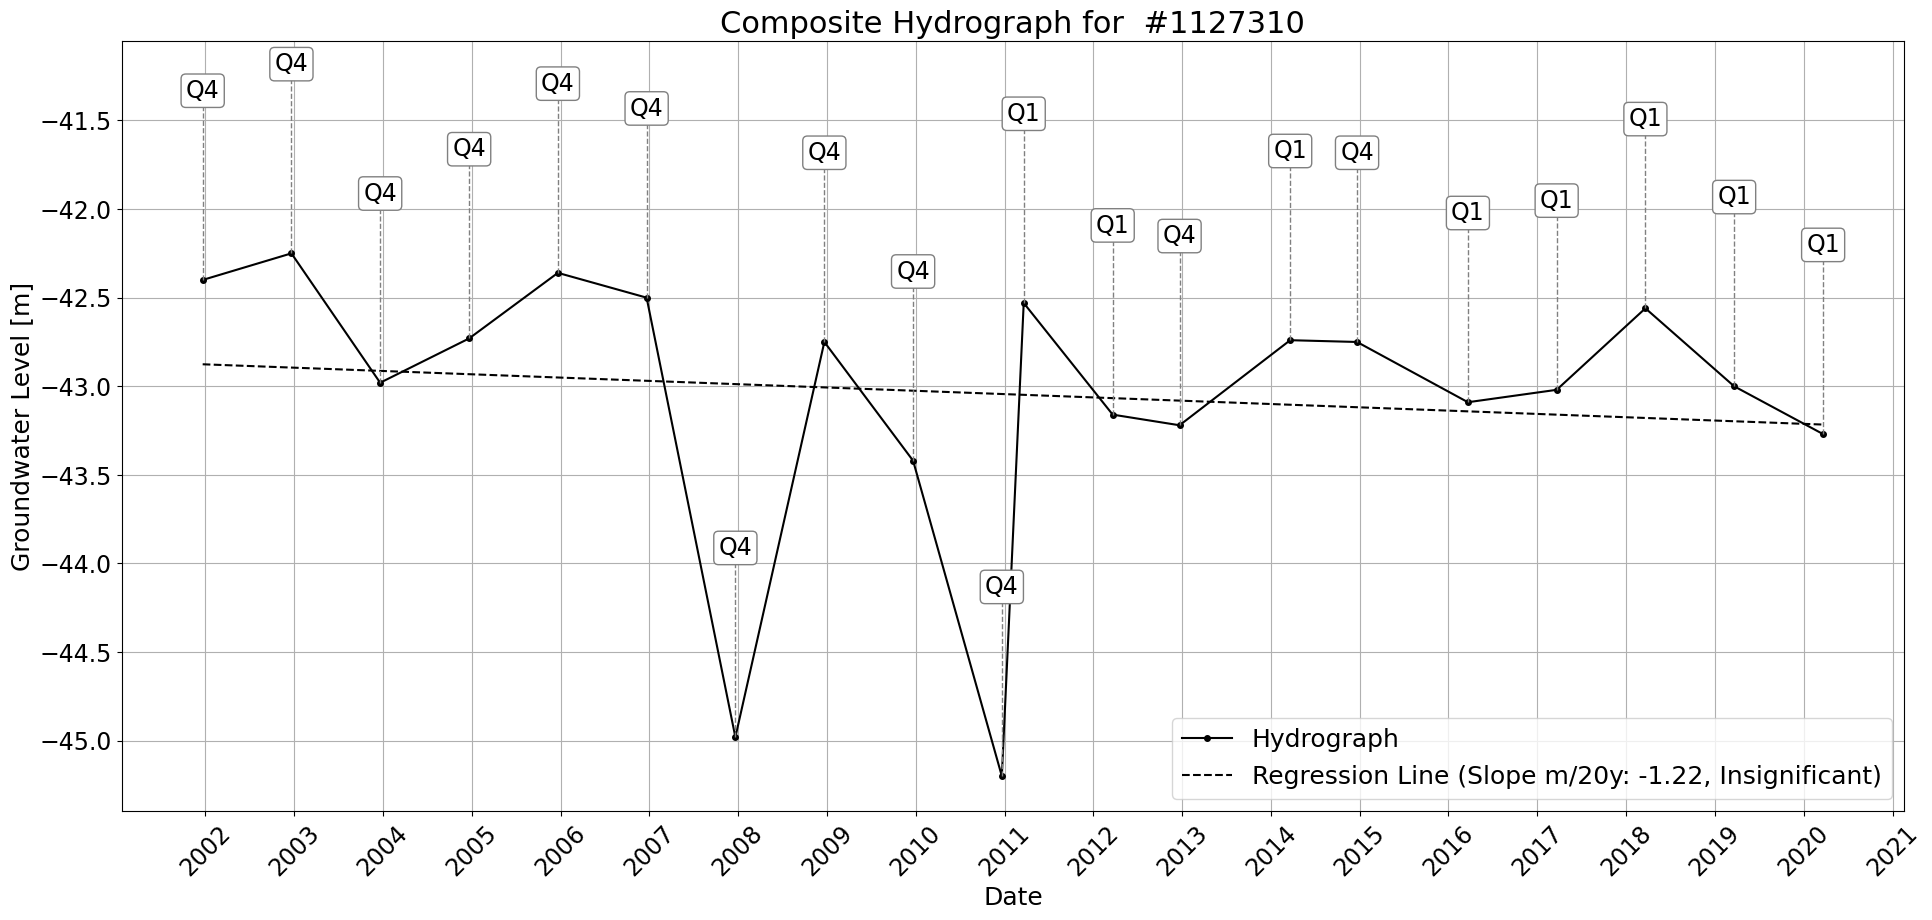 Composite Hydrograph for  #1127310
Q4
Q4
Q4
Q4
Q4
Q4
Q4
Q4
Q4
Q4
Q1
Q1
Q4
Q1
Q4
Q1
Q1
Q1
Q1
Q1
Groundwater Level [m]
−41.5
−42.0
−42.5
−43.0
−43.5
−44.0
−44.5
−45.0
Hydrograph
Regression Line (Slope m/20y: -1.22, Insignificant)
2002
2003
2004
2005
2006
2007
2008
2009
2010
2011
2012
2013
2014
2015
2016
2017
2018
2019
2020
2021
Date